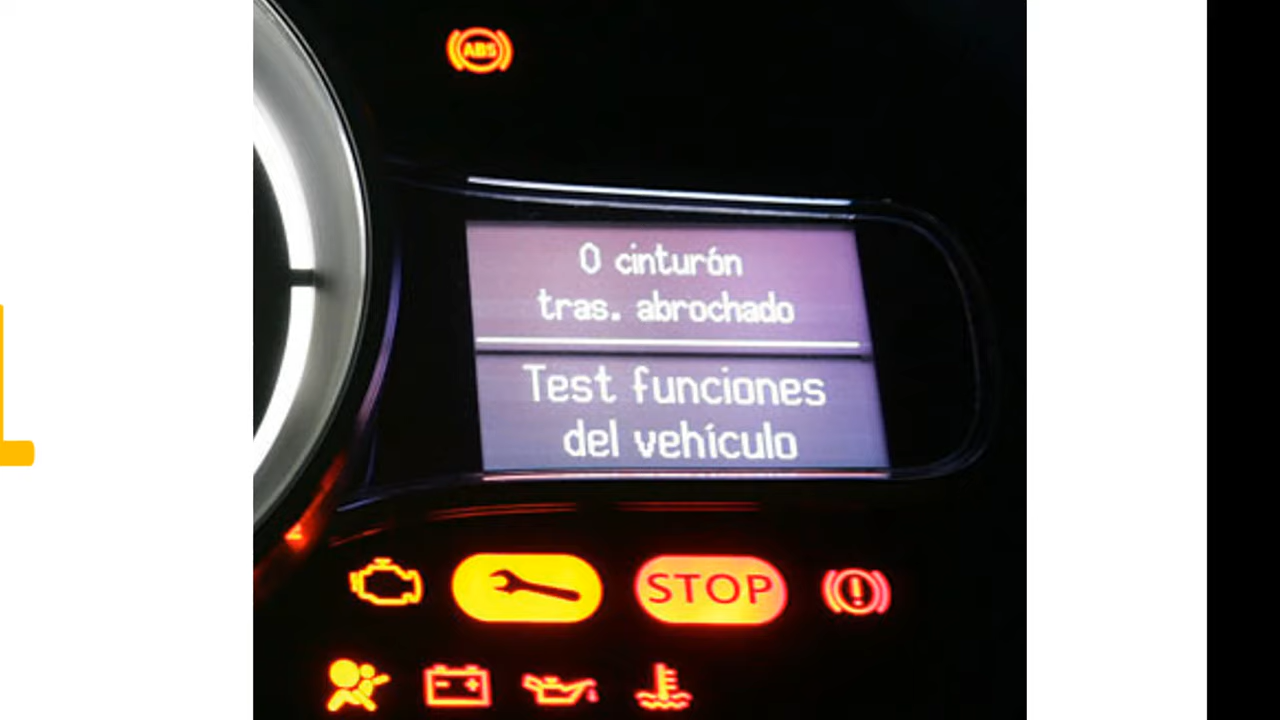 ABS
0 cinturón
tras. abrochado
Test funciones
del vehículo
STOP